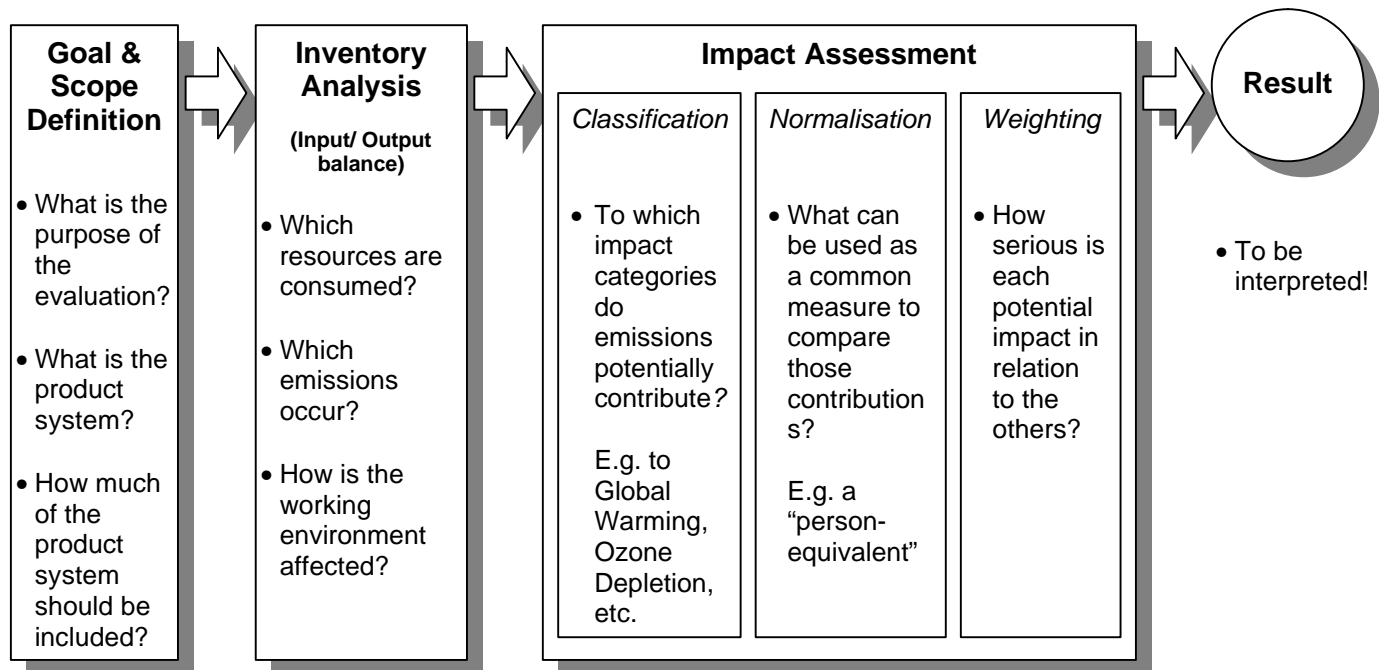 Goal &
Scope
Definition
• What is the
purpose of
the
evaluation?
• What is the
product
system?
• How much
of the
product
system
should be
included?
Inventory
Analysis
(Input/ Output
balance)
• Which
resources are
consumed?
• Which
emissions
occur?
• How is the
working
environment
affected?
Impact Assessment
Classification
• To which
impact
categories
do
emissions
potentially
contribute?
E.g. to
Global
Warming,
Ozone
Depletion,
etc.
Normalisation
• What can
be used as
a common
measure to
compare
those
contribution
s?
E.g. a
“person-
equivalent”
Weighting
• How
serious is
each
potential
impact in
relation
to the
others?
Result
• To be
interpreted!